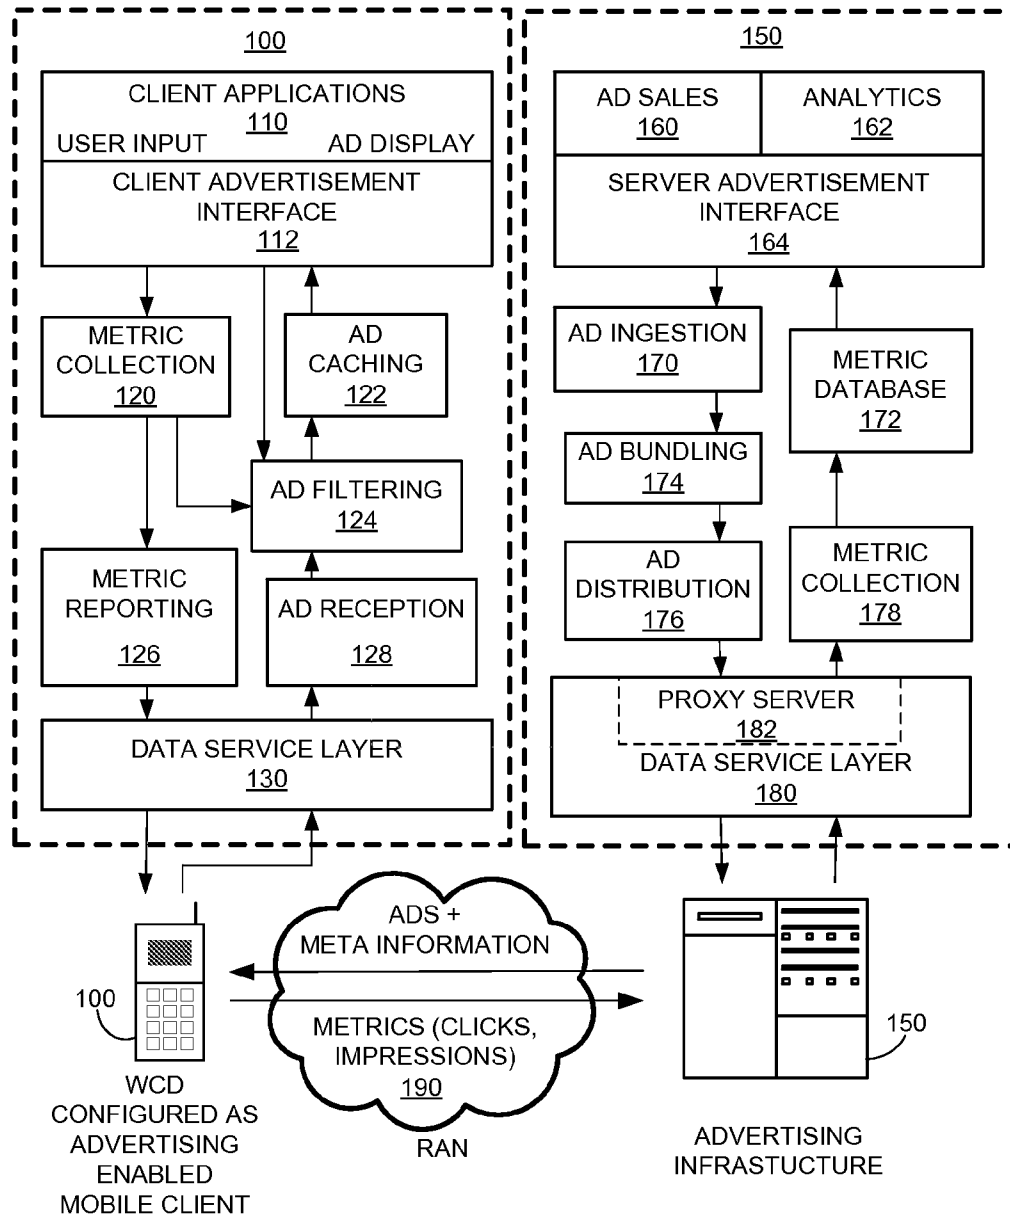 100
CLIENT APPLICATIONS
110
USER INPUT
AD DISPLAY
CLIENT ADVERTISEMENT
INTERFACE
112
METRIC
COLLECTION
120
AD
CACHING
122
AD FILTERING
124
METRIC
REPORTING
126
AD RECEPTION
128
DATA SERVICE LAYER
130
150
AD SALES
160
ANALYTICS
162
SERVER ADVERTISEMENT
INTERFACE
164
AD INGESTION
170
METRIC
DATABASE
172
AD BUNDLING
174
AD
DISTRIBUTION
176
METRIC
COLLECTION
178
PROXY SERVER
182
DATA SERVICE LAYER
180
100
WCD
CONFIGURED AS
ADVERTISING
ENABLED
MOBILE CLIENT
ADS +
META INFORMATION
METRICS (CLICKS,
IMPRESSIONS)
190
RAN
150
ADVERTISING
INFRASTUCTURE